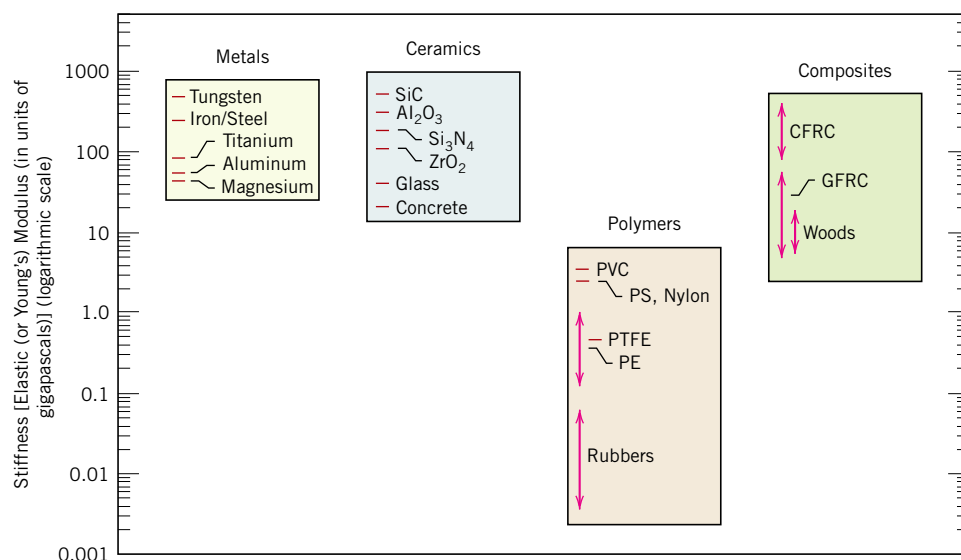 Stiffness [Elastic (or Young's) Modulus (in units of
gigapascals)] (logarithmic scale)
1000
100
10
1.0
0.1
0.01
0.001
Metals
Tungsten
Iron/Steel
Titanium
Aluminum
Magnesium
Ceramics
SiC
Al₂O₃
Si₃N₄
ZrO₂
Glass
Concrete
Polymers
PVC
PS, Nylon
PTFE
PE
Rubbers
Composites
CFRC
GFRC
Woods